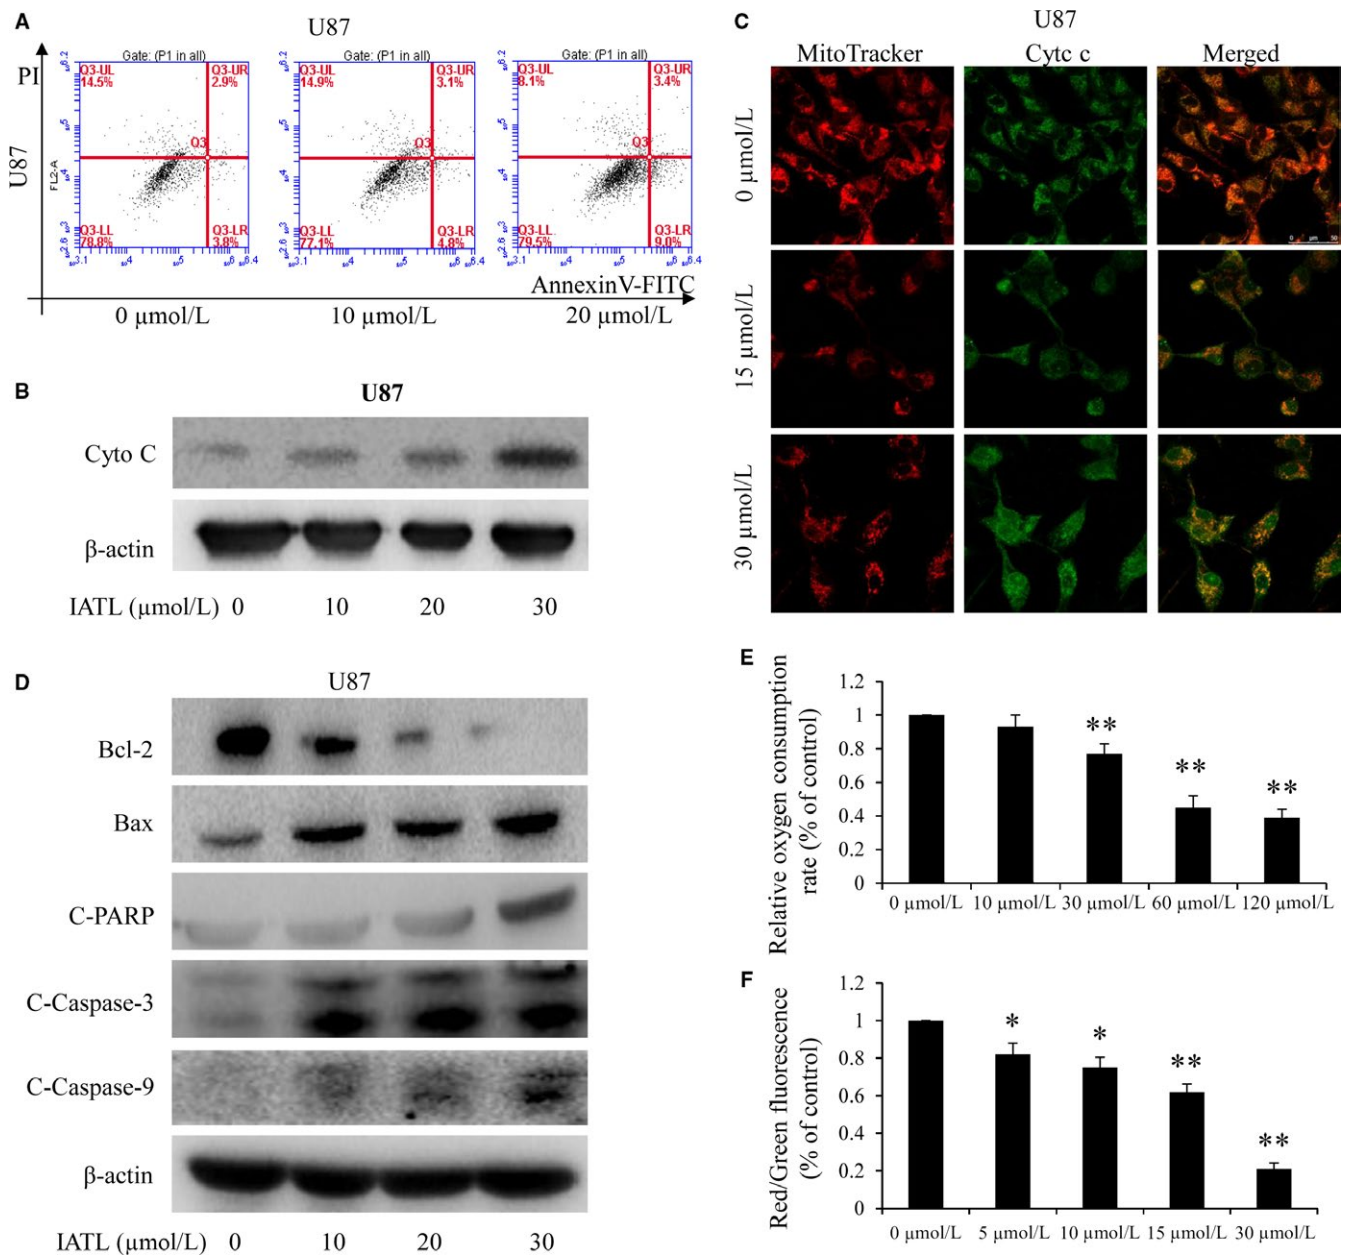 A
U87
PI
U87
Gate: (P1 in all)
Q3-UL
14.5%
Q3-UR
2.9%
Q3
Q3-LL
78.8%
Q3-LR
3.8%
FL2-A
Gate: (P1 in all)
Q3-UL
14.9%
Q3-UR
3.1%
Q3
Q3-LL
77.1%
Q3-LR
4.8%
Gate: (P1 in all)
Q3-UL
8.1%
Q3-UR
3.4%
Q3
Q3-LL
79.5%
Q3-LR
9.0%
AnnexinV-FITC
0 µmol/L 10 µmol/L 20 µmol/L
B
U87
Cyto C
β-actin
IATL (µmol/L) 0 10 20 30
C
U87
MitoTracker Cytc c Merged
0 µmol/L
15 µmol/L
30 µmol/L
D
U87
Bcl-2
Bax
C-PARP
C-Caspase-3
C-Caspase-9
β-actin
IATL (µmol/L) 0 10 20 30
E
Relative oxygen consumption
rate (% of control)
1.2
1
0.8
0.6
0.4
0.2
0
**
**
**
0 µmol/L 10 µmol/L 30 µmol/L 60 µmol/L 120 µmol/L
F
Red/Green fluorescence
(% of control)
1.2
1
0.8
0.6
0.4
0.2
0
*
*
**
**
0 µmol/L 5 µmol/L 10 µmol/L 15 µmol/L 30 µmol/L